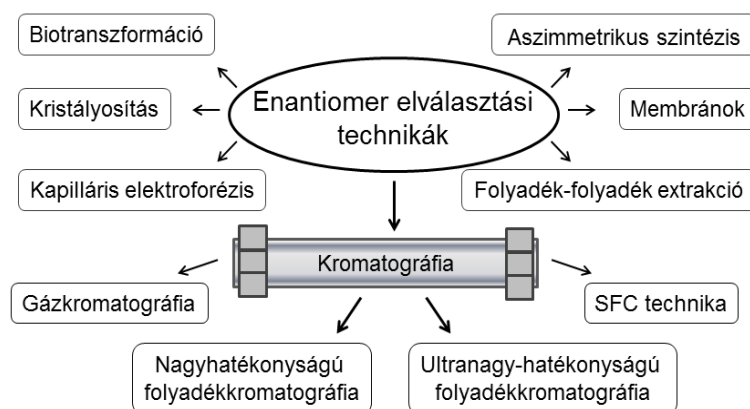 Biotranszformáció
Aszimmetrikus szintézis
Enantiomer elválasztási
technikák
Kristályosítás
Membránok
Kapilláris elektroforézis
Folyadék-folyadék extrakció
Kromatográfia
Gázkromatográfia
SFC technika
Nagyhatékonyságú
folyadékkromatográfia
Ultranagy-hatékonyságú
folyadékkromatográfia